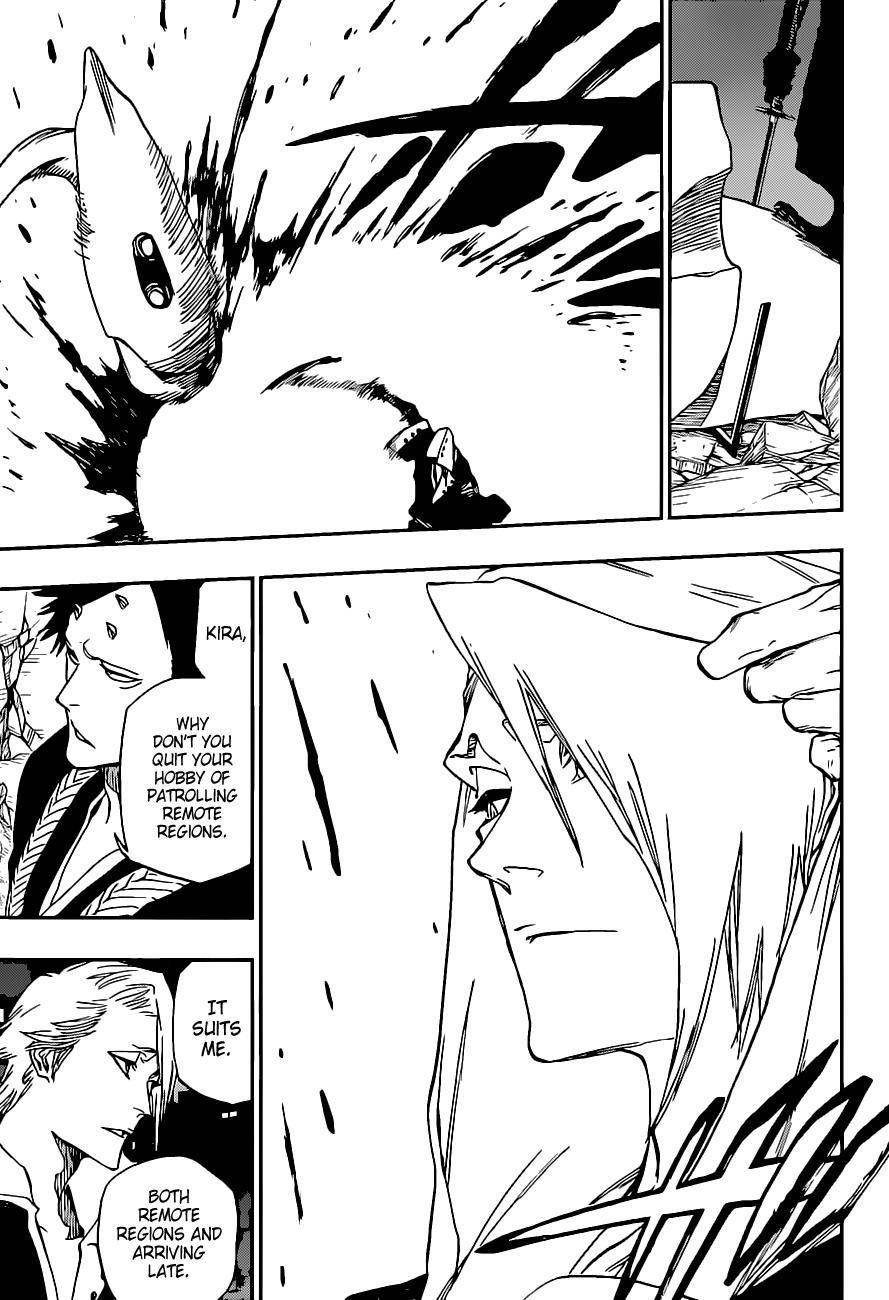 KIRA,
WHY
DON'T YOU
QUIT YOUR
HOBBY OF
PATROLLING
REMOTE
REGIONS.
IT
SUITS
ME.
BOTH
REMOTE
REGIONS AND
ARRIVING
LATE.